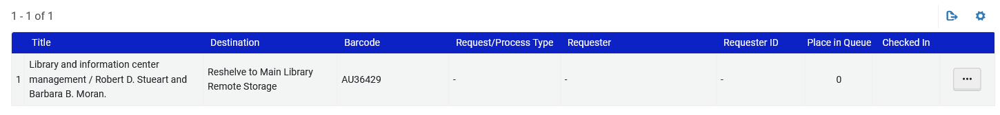 1 - 1 of 1
Title Destination Barcode Request/Process Type Requester Requester ID Place in Queue Checked In
Library and information center
management / Robert D. Stueart and
Barbara B. Moran.
1
Reshelve to Main Library
Remote Storage
AU36429
-
-
-
0